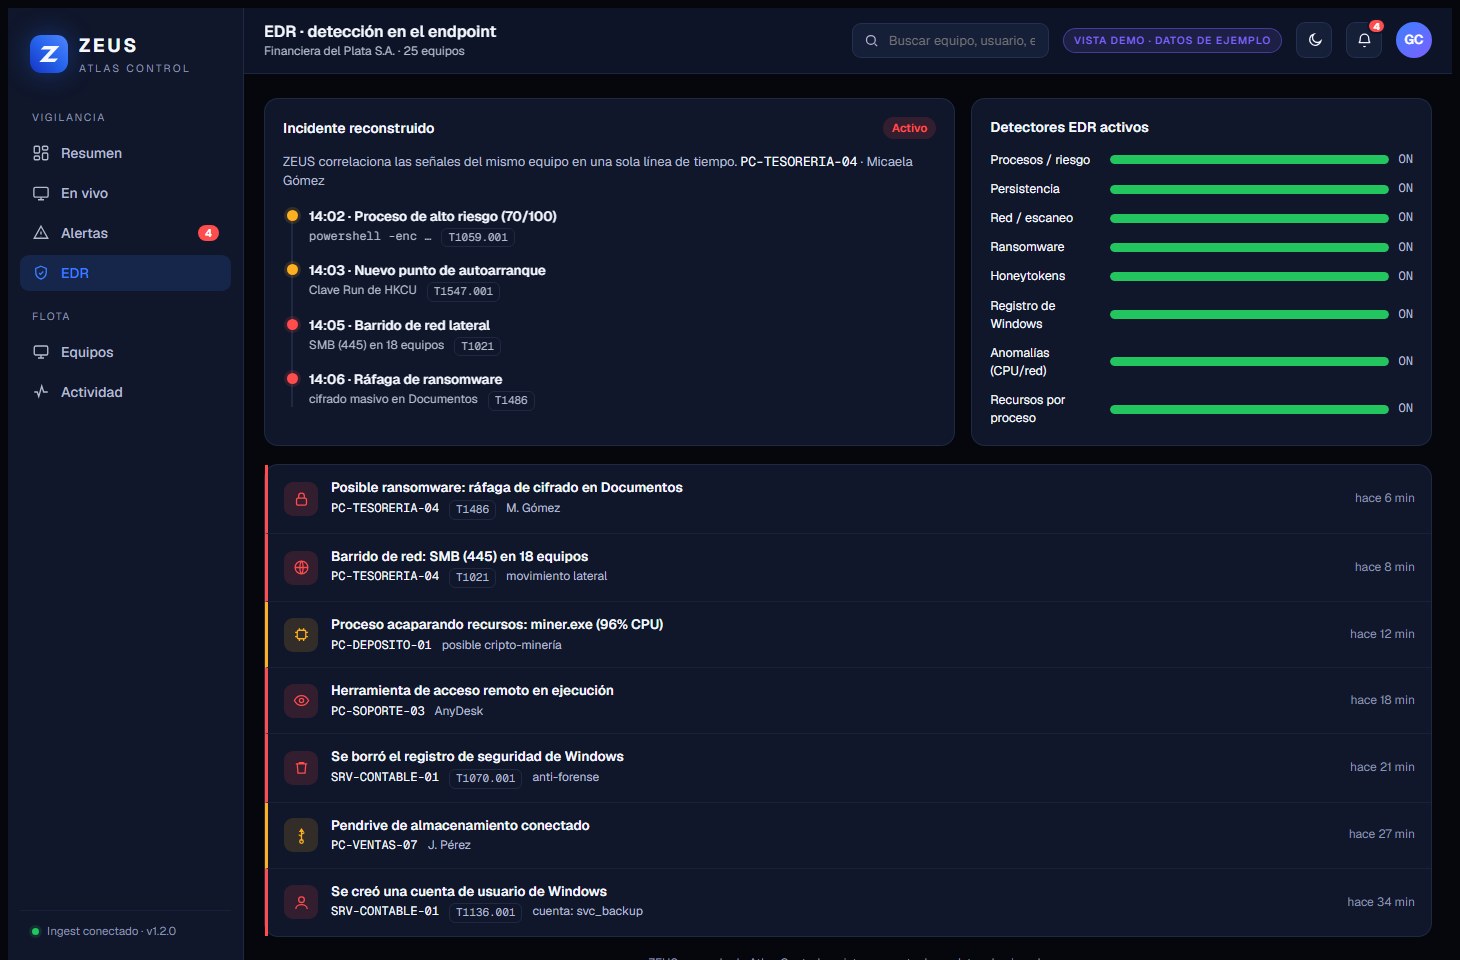 ZEUS
ATLAS CONTROL
VIGILANCIA
Resumen
En vivo
Alertas
4
EDR
FLOTA
Equipos
Actividad
Ingest conectado · v1.2.0
EDR · detección en el endpoint
Financiera del Plata S.A. · 25 equipos
Buscar equipo, usuario, e
VISTA DEMO · DATOS DE EJEMPLO
4
GC
Incidente reconstruido
Activo
ZEUS correlaciona las señales del mismo equipo en una sola línea de tiempo. PC-TESORERIA-04 · Micaela
Gómez
14:02 · Proceso de alto riesgo (70/100)
powershell -enc … T1059.001
14:03 · Nuevo punto de autoarranque
Clave Run de HKCU T1547.001
14:05 · Barrido de red lateral
SMB (445) en 18 equipos T1021
14:06 · Ráfaga de ransomware
cifrado masivo en Documentos T1486
Detectores EDR activos
Procesos / riesgo ON
Persistencia ON
Red / escaneo ON
Ransomware ON
Honeytokens ON
Registro de
Windows ON
Anomalías
(CPU/red) ON
Recursos por
proceso ON
Posible ransomware: ráfaga de cifrado en Documentos
PC-TESORERIA-04 T1486 M. Gómez
hace 6 min
Barrido de red: SMB (445) en 18 equipos
PC-TESORERIA-04 T1021 movimiento lateral
hace 8 min
Proceso acaparando recursos: miner.exe (96% CPU)
PC-DEPOSITO-01 posible cripto-minería
hace 12 min
Herramienta de acceso remoto en ejecución
PC-SOPORTE-03 AnyDesk
hace 18 min
Se borró el registro de seguridad de Windows
SRV-CONTABLE-01 T1070.001 anti-forense
hace 21 min
Pendrive de almacenamiento conectado
PC-VENTAS-07 J. Pérez
hace 27 min
Se creó una cuenta de usuario de Windows
SRV-CONTABLE-01 T1136.001 cuenta: svc_backup
hace 34 min